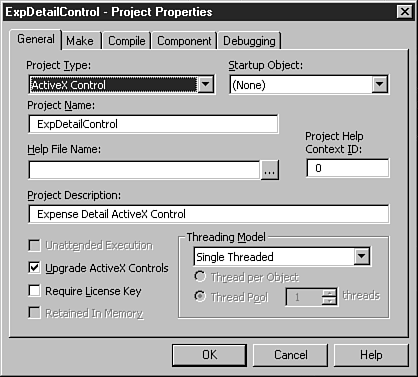 ExpDetailControl - Project Properties
General Make Compile Component Debugging
Project Type: Startup Object:
ActiveX Control (None)
Project Name:
ExpDetailControl
Help File Name: Project Help
Context ID:
... 0
Project Description:
Expense Detail ActiveX Control
Unattended Execution Threading Model
Upgrade ActiveX Controls Single Threaded
Require License Key Thread per Object
Retained In Memory Thread Pool 1 threads
OK Cancel Help